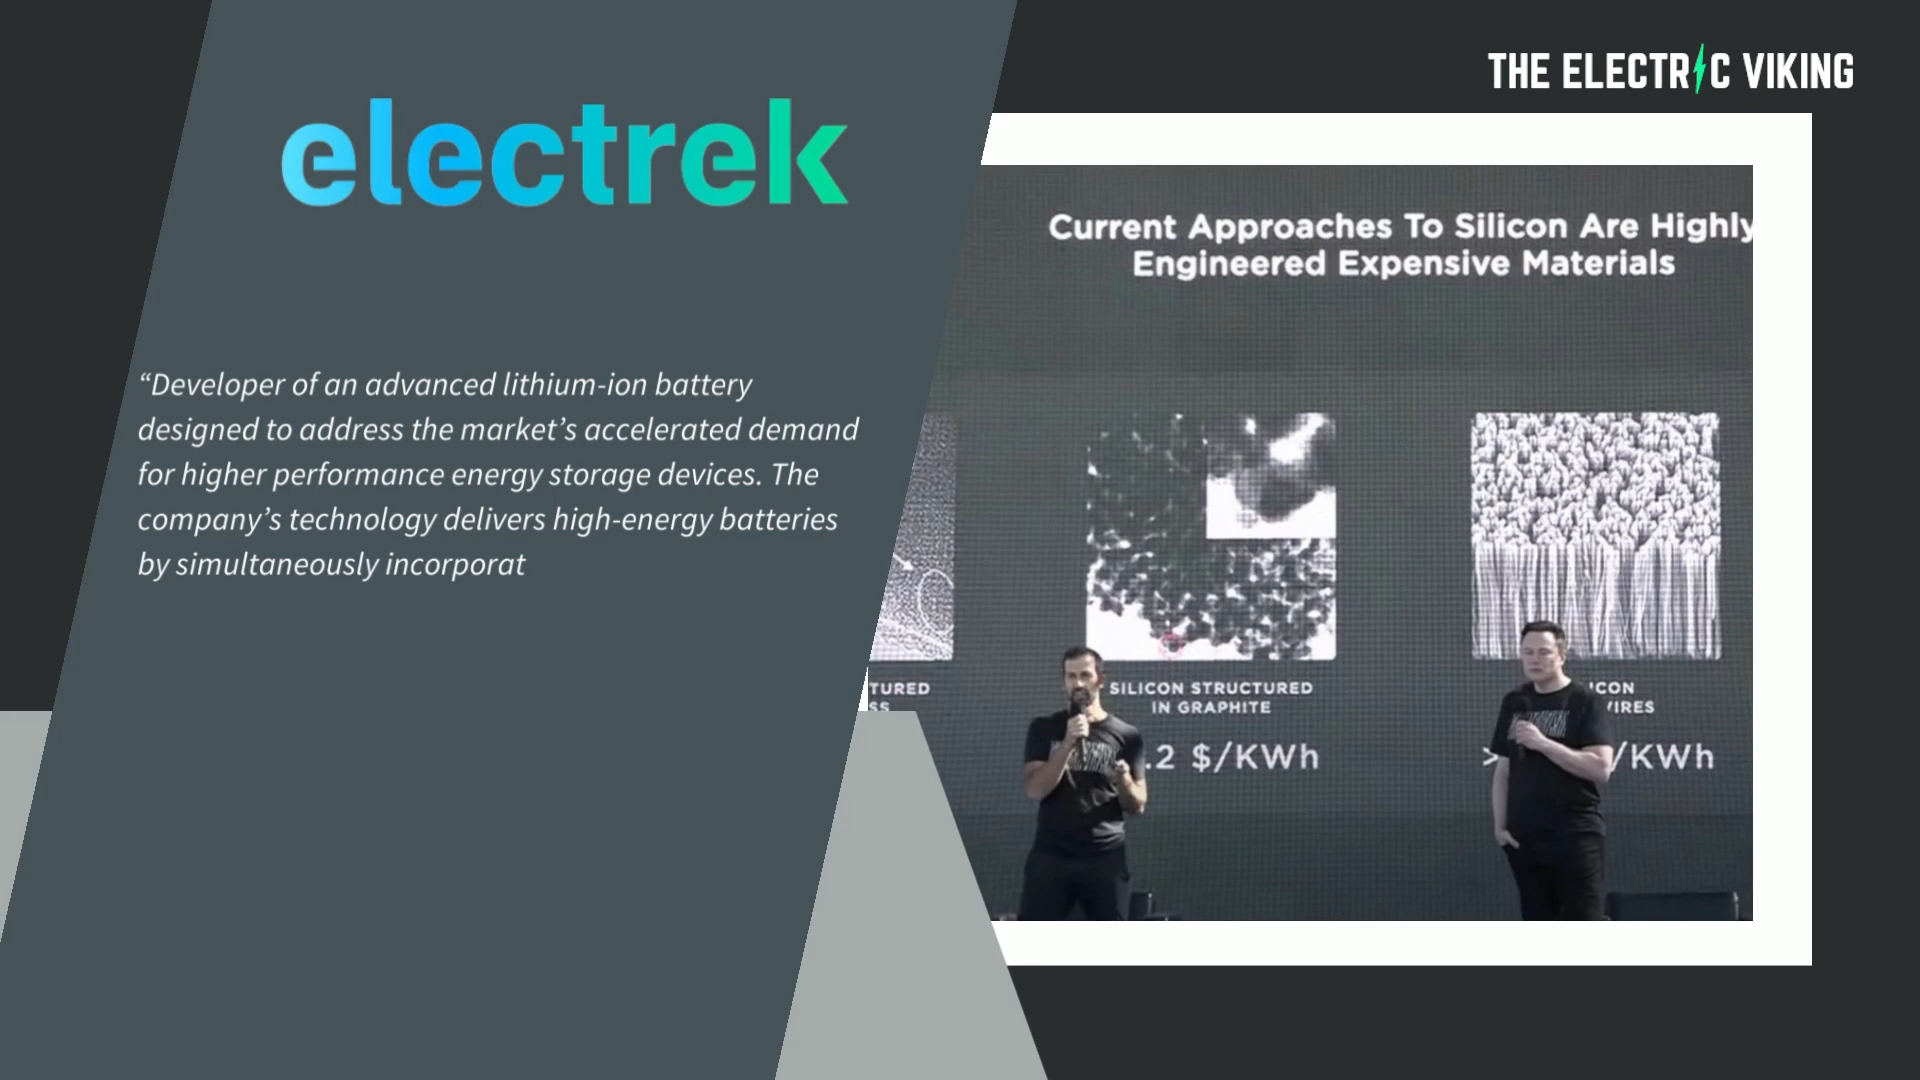 THE ELECTRIC VIKING
electrek
“Developer of an advanced lithium-ion battery
designed to address the market’s accelerated demand
for higher performance energy storage devices. The
company’s technology delivers high-energy batteries
by simultaneously incorporat
Current Approaches To Silicon Are Highly
Engineered Expensive Materials
TURED
SS
SILICON STRUCTURED
IN GRAPHITE
.2 $/KWh
ICON
IRES
> /KWh